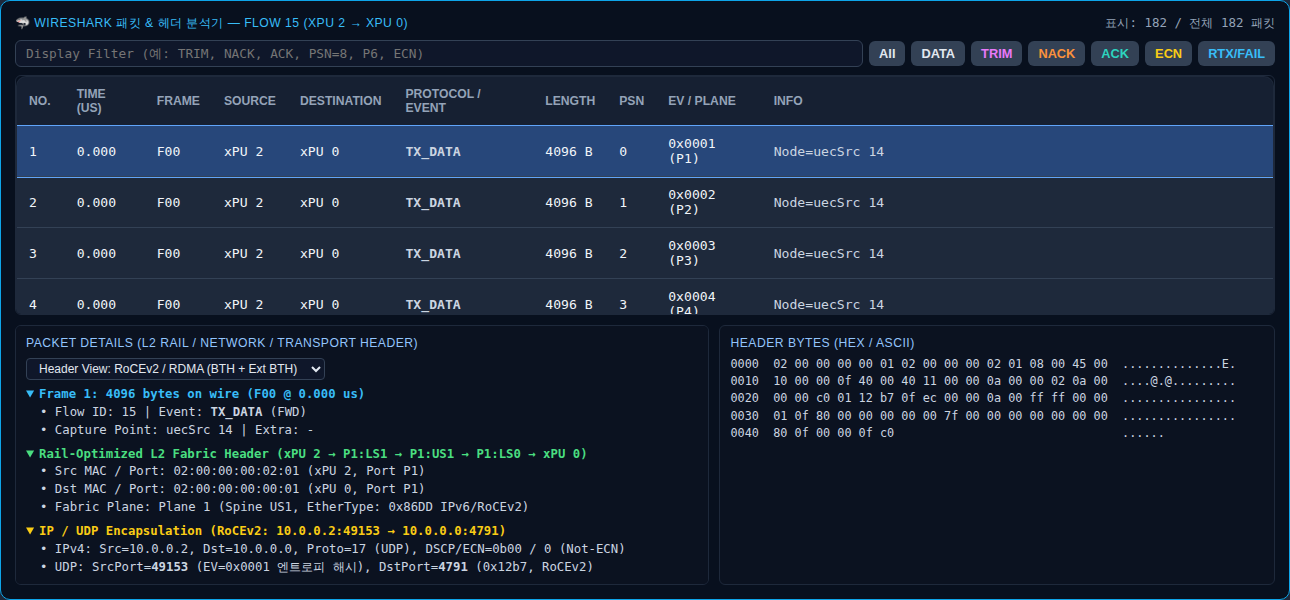 🦈 WIRESHARK 패킷 & 헤더 분석기 — FLOW 15 (XPU 2 → XPU 0)
표시: 182 / 전체 182 패킷
Display Filter (예: TRIM, NACK, ACK, PSN=8, P6, ECN)
All DATA TRIM NACK ACK ECN RTX/FAIL
NO. TIME (US) FRAME SOURCE DESTINATION PROTOCOL / EVENT LENGTH PSN EV / PLANE INFO
1 0.000 F00 xPU 2 xPU 0 TX_DATA 4096 B 0 0x0001 (P1) Node=uecSrc 14
2 0.000 F00 xPU 2 xPU 0 TX_DATA 4096 B 1 0x0002 (P2) Node=uecSrc 14
3 0.000 F00 xPU 2 xPU 0 TX_DATA 4096 B 2 0x0003 (P3) Node=uecSrc 14
4 0.000 F00 xPU 2 xPU 0 TX_DATA 4096 B 3 0x0004 (P4) Node=uecSrc 14
PACKET DETAILS (L2 RAIL / NETWORK / TRANSPORT HEADER)
Header View: RoCEv2 / RDMA (BTH + Ext BTH)
▼ Frame 1: 4096 bytes on wire (F00 @ 0.000 us)
• Flow ID: 15 | Event: TX_DATA (FWD)
• Capture Point: uecSrc 14 | Extra: -
▼ Rail-Optimized L2 Fabric Header (xPU 2 → P1:LS1 → P1:US1 → P1:LS0 → xPU 0)
• Src MAC / Port: 02:00:00:00:02:01 (xPU 2, Port P1)
• Dst MAC / Port: 02:00:00:00:00:01 (xPU 0, Port P1)
• Fabric Plane: Plane 1 (Spine US1, EtherType: 0x86DD IPv6/RoCEv2)
▼ IP / UDP Encapsulation (RoCEv2: 10.0.0.2:49153 → 10.0.0.0:4791)
• IPv4: Src=10.0.0.2, Dst=10.0.0.0, Proto=17 (UDP), DSCP/ECN=0b00 / 0 (Not-ECN)
• UDP: SrcPort=49153 (EV=0x0001 엔트로피 해시), DstPort=4791 (0x12b7, RoCEv2)
HEADER BYTES (HEX / ASCII)
0000 02 00 00 00 00 01 02 00 00 00 02 01 08 00 45 00 ..............E.
0010 10 00 00 0f 40 00 40 11 00 00 0a 00 00 02 0a 00 ....@.@.........
0020 00 00 c0 01 12 b7 0f ec 00 00 0a 00 ff ff 00 00 ................
0030 01 0f 80 00 00 00 00 00 7f 00 00 00 00 00 00 00 ................
0040 80 0f 00 00 0f c0 ......